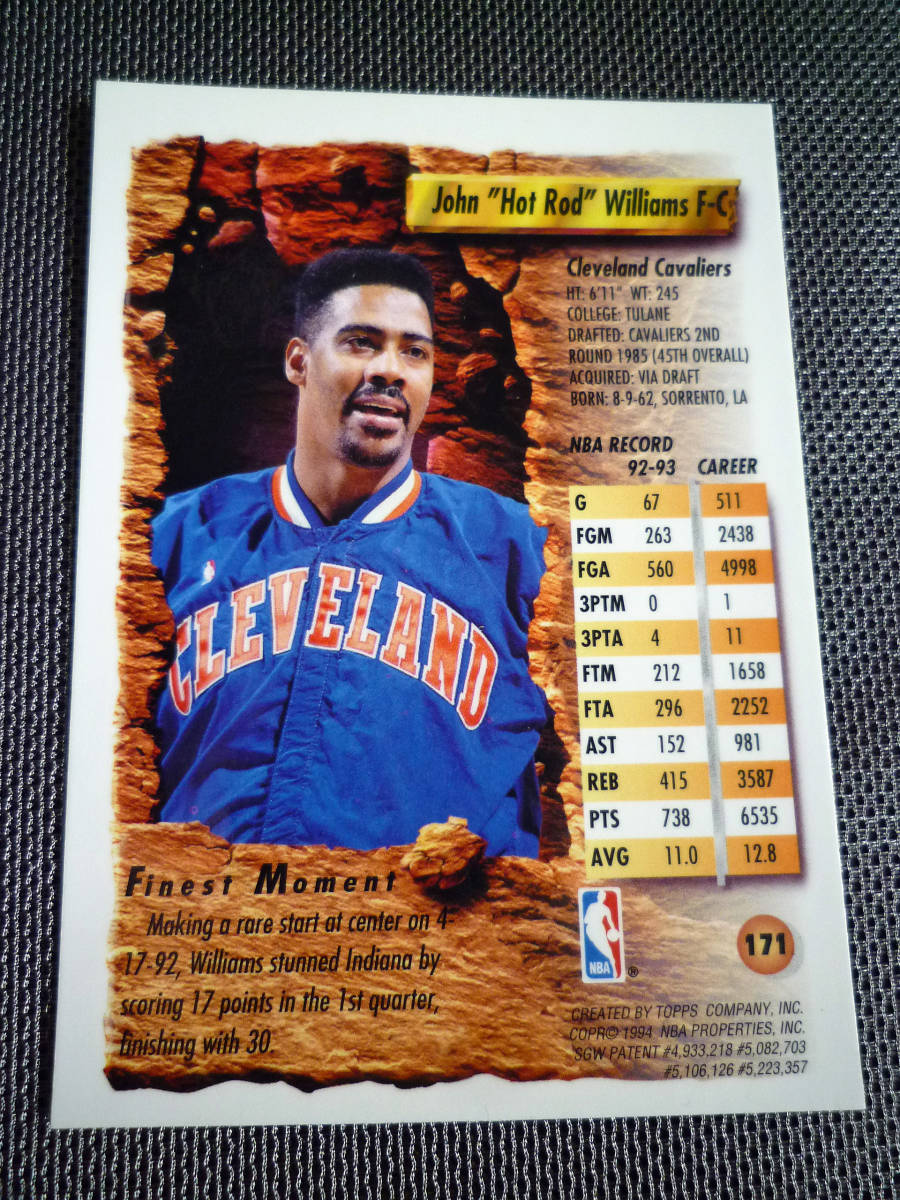 John "Hot Rod" Williams F-C
Cleveland Cavaliers
HT: 6'11" WT: 245
COLLEGE: TULANE
DRAFTED: CAVALIERS 2ND
ROUND 1985 (45TH OVERALL)
ACQUIRED: VIA DRAFT
BORN: 8-9-62, SORRENTO, LA
NBA RECORD
92-93 CAREER
G 67 511
FGM 263 2438
FGA 560 4998
3PTM 0 1
3PTA 4 11
FTM 212 1658
FTA 296 2252
AST 152 981
REB 415 3587
PTS 738 6535
AVG 11.0 12.8
CLEVELAND
Finest Moment
Making a rare start at center on 4-
17-92, Williams stunned Indiana by
scoring 17 points in the 1st quarter,
finishing with 30.
NBA ®
171
CREATED BY TOPPS COMPANY, INC.
COPR© 1994 NBA PROPERTIES, INC.
SGW PATENT #4,933,218 #5,082,703
#5,106,126 #5,223,357